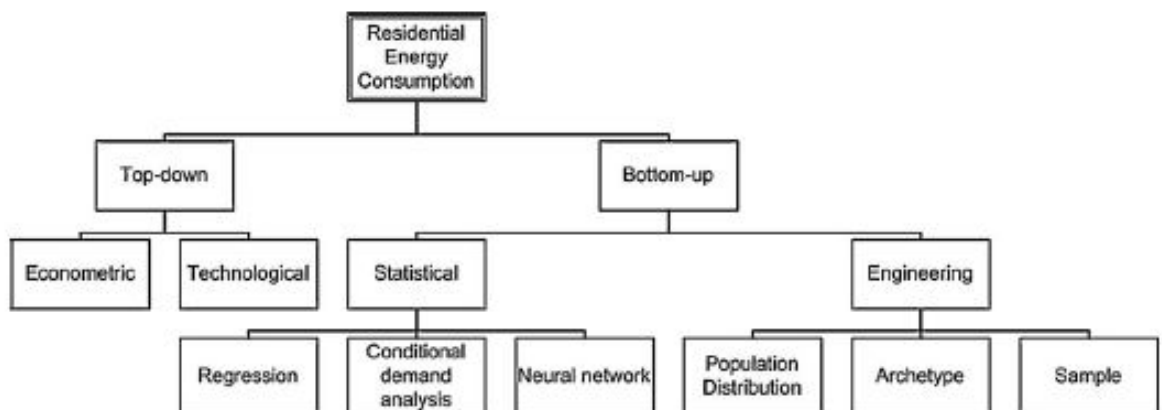 Residential
Energy
Consumption
Top-down
Bottom-up
Econometric
Technological
Statistical
Engineering
Regression
Conditional
demand
analysis
Neural network
Population
Distribution
Archetype
Sample